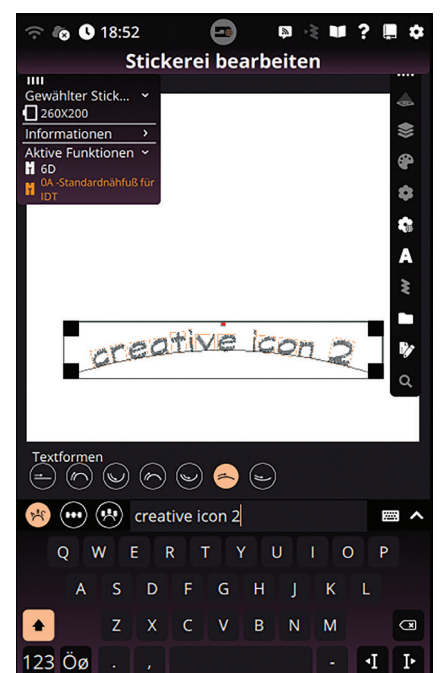 18:52
Stickerei bearbeiten
Gewählter Stick...
260X200
Informationen
Aktive Funktionen
6D
0A -Standardnähfuß für
IDT
A
creative icon 2
Textformen
creative icon 2
Q W E R T Y U I O P
A S D F G H J K L
Z X C V B N M
123 Öø . , -